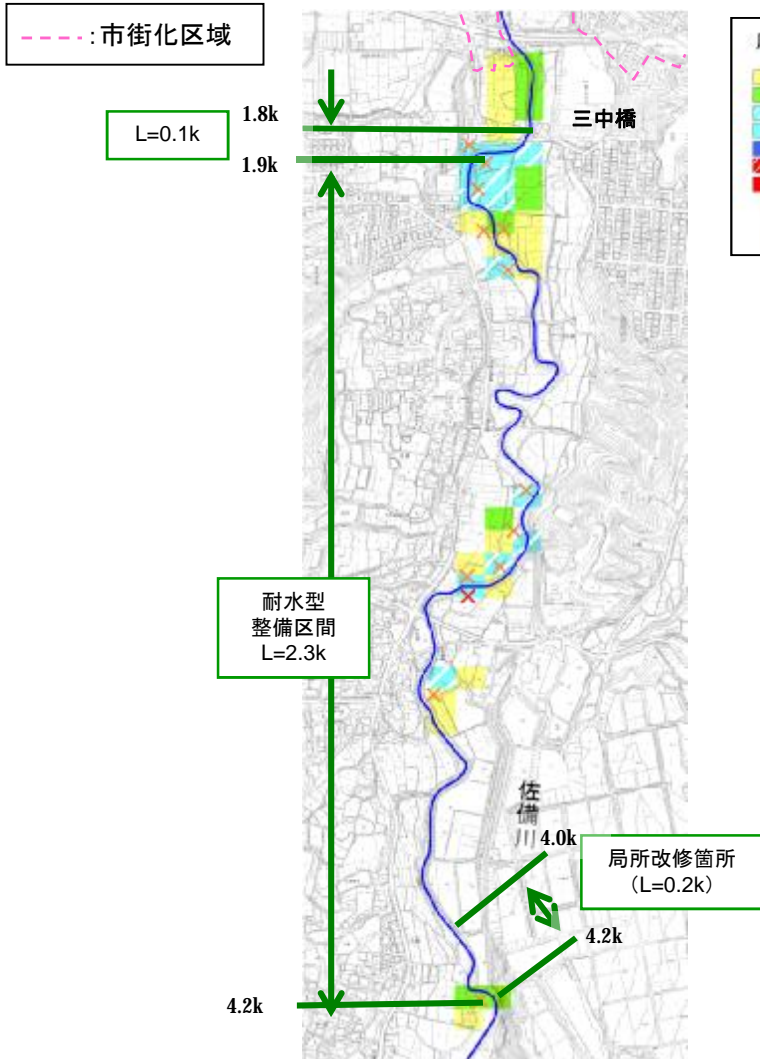 ：市街化区域
1.8k
L=0.1k
三中橋
1.9k
耐水型
整備区間
L=2.3k
佐備川
4.0k
局所改修箇所
（L=0.2k）
4.2k
4.2k